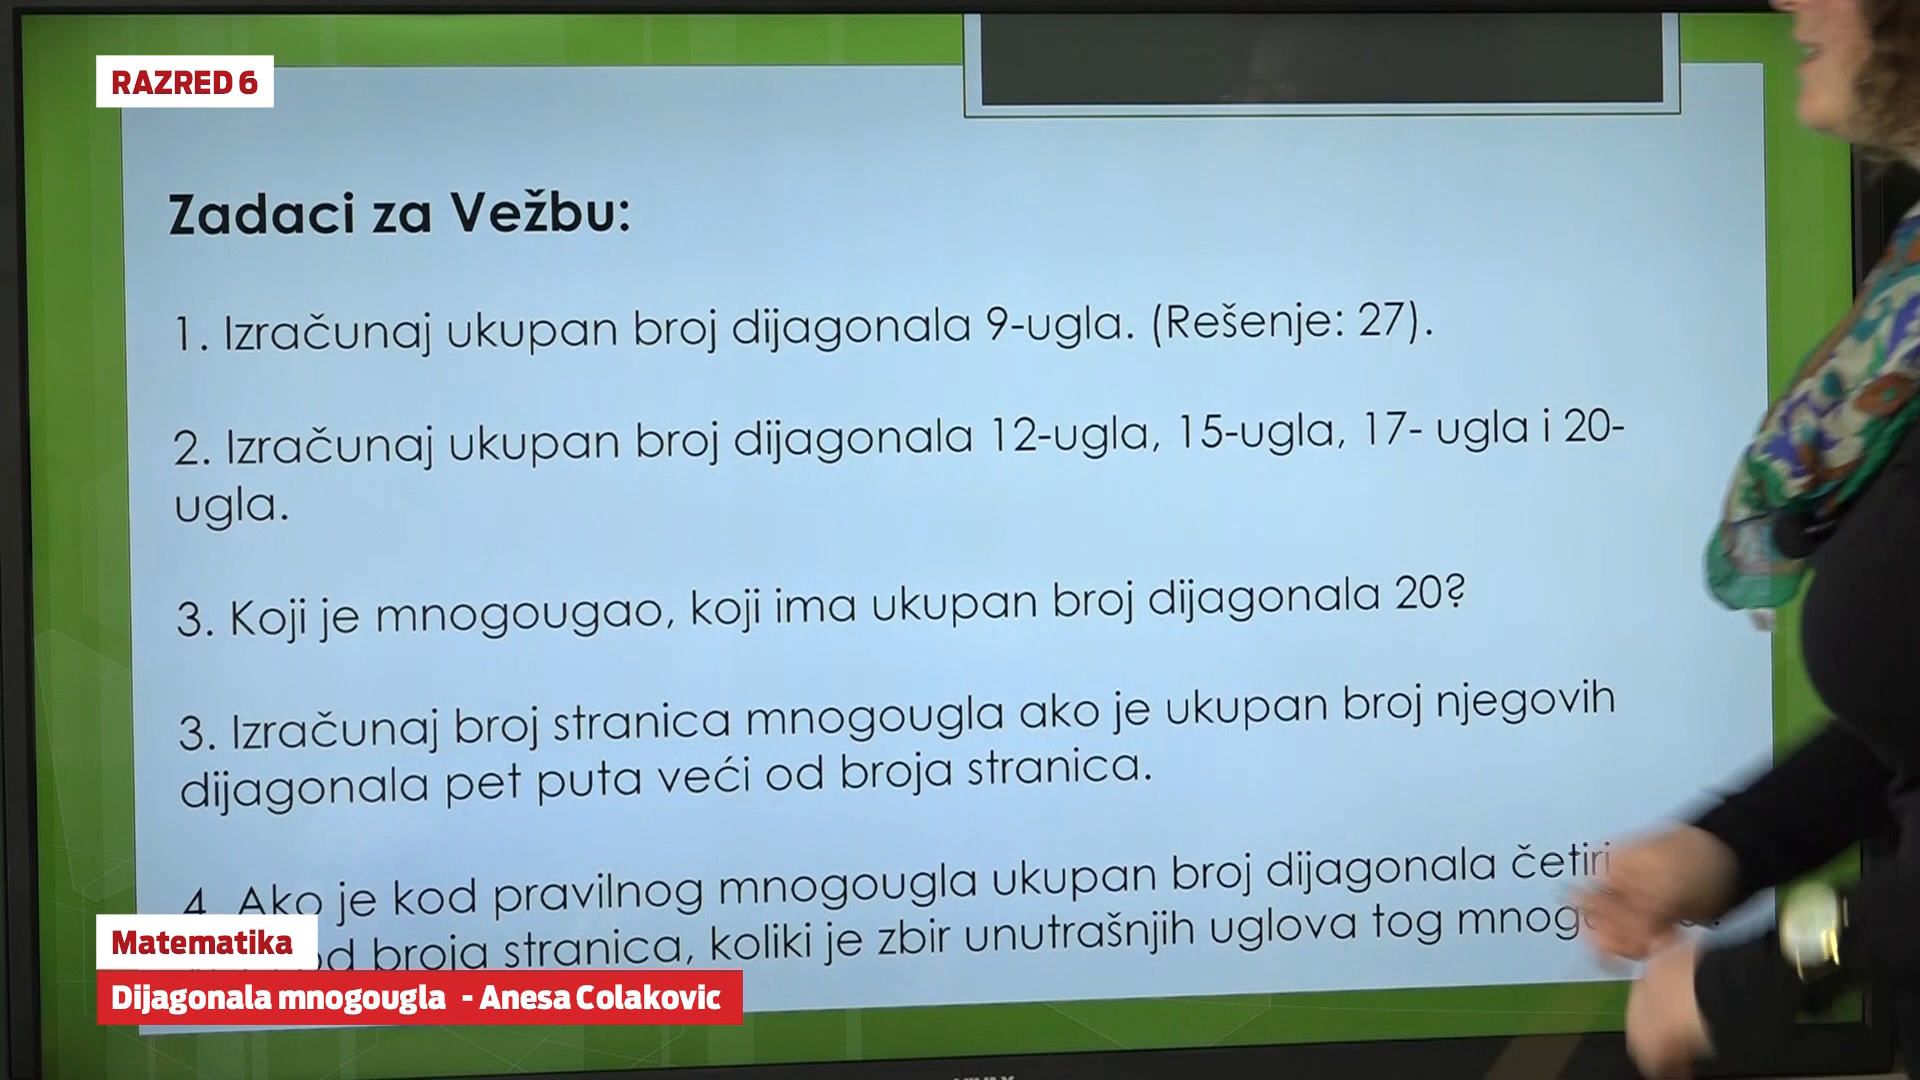 RAZRED 6
Zadaci za Vežbu:
1. Izračunaj ukupan broj dijagonala 9-ugla. (Rešenje: 27).
2. Izračunaj ukupan broj dijagonala 12-ugla, 15-ugla, 17- ugla i 20-
ugla.
3. Koji je mnogougao, koji ima ukupan broj dijagonala 20?
3. Izračunaj broj stranica mnogougla ako je ukupan broj njegovih
dijagonala pet puta veći od broja stranica.
4. Ako je kod pravilnog mnogougla ukupan broj dijagonala četiri
od broja stranica, koliki je zbir unutrašnjih uglova tog
Matematika
Dijagonala mnogougla - Anesa Colakovic